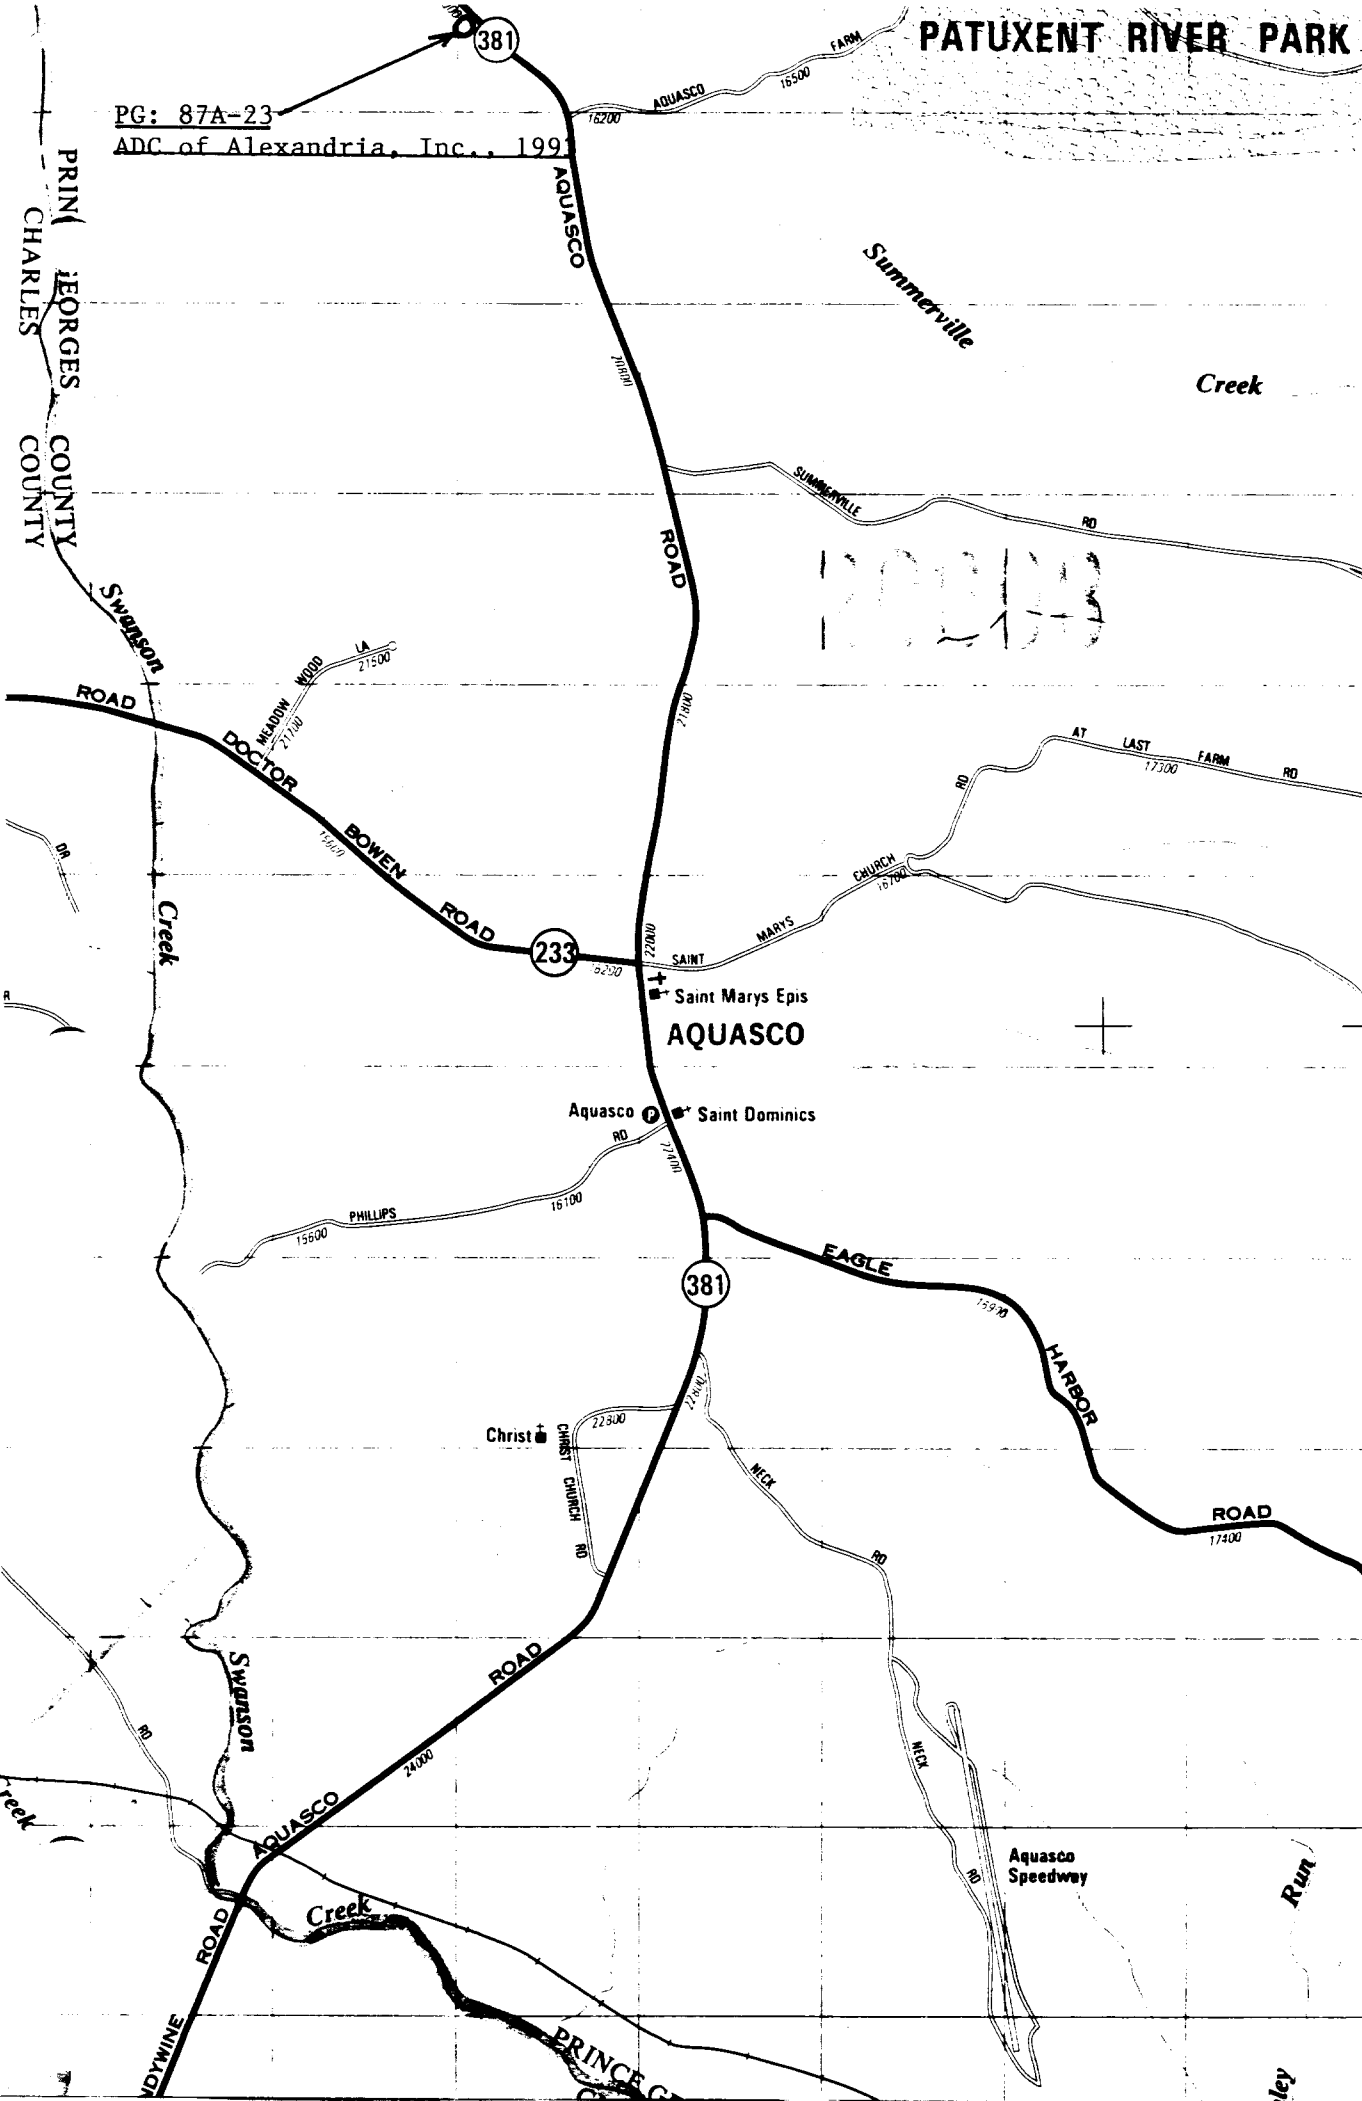 PATUXENT RIVER PARK
381
AQUASCO FARM
16200
16500
PG: 87A-23
ADC of Alexandria, Inc., 1993
AQUASCO
CHARLES
COUNTY
COUNTY
20800
Summerville
Creek
SUMMERVILLE RD
ROAD
Swanson
MEADOW WOOD LA
21500
21700
21800
ROAD
DOCTOR
BOWEN
ROAD
233
22000
AT LAST FARM RD
17300
SAINT MARYS CHURCH RD
16700
DR
Creek
Saint Marys Epis
AQUASCO
Aquasco P
Saint Dominics
22400
PHILLIPS RD
15600
16100
381
EAGLE
HARBOR
ROAD
17400
22800
22800
Christ
CHRIST CHURCH RD
NECK RD
ROAD
Swanson
RD
24000
AQUASCO
NECK RD
Aquasco
Speedway
Run
Creek
ROAD
PRINCE